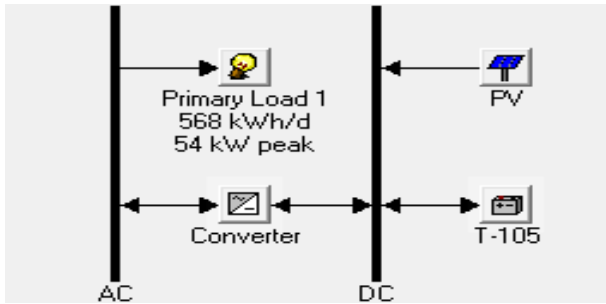 Primary Load 1
568 kWh/d
54 kW peak
PV
Converter
T-105
AC
DC